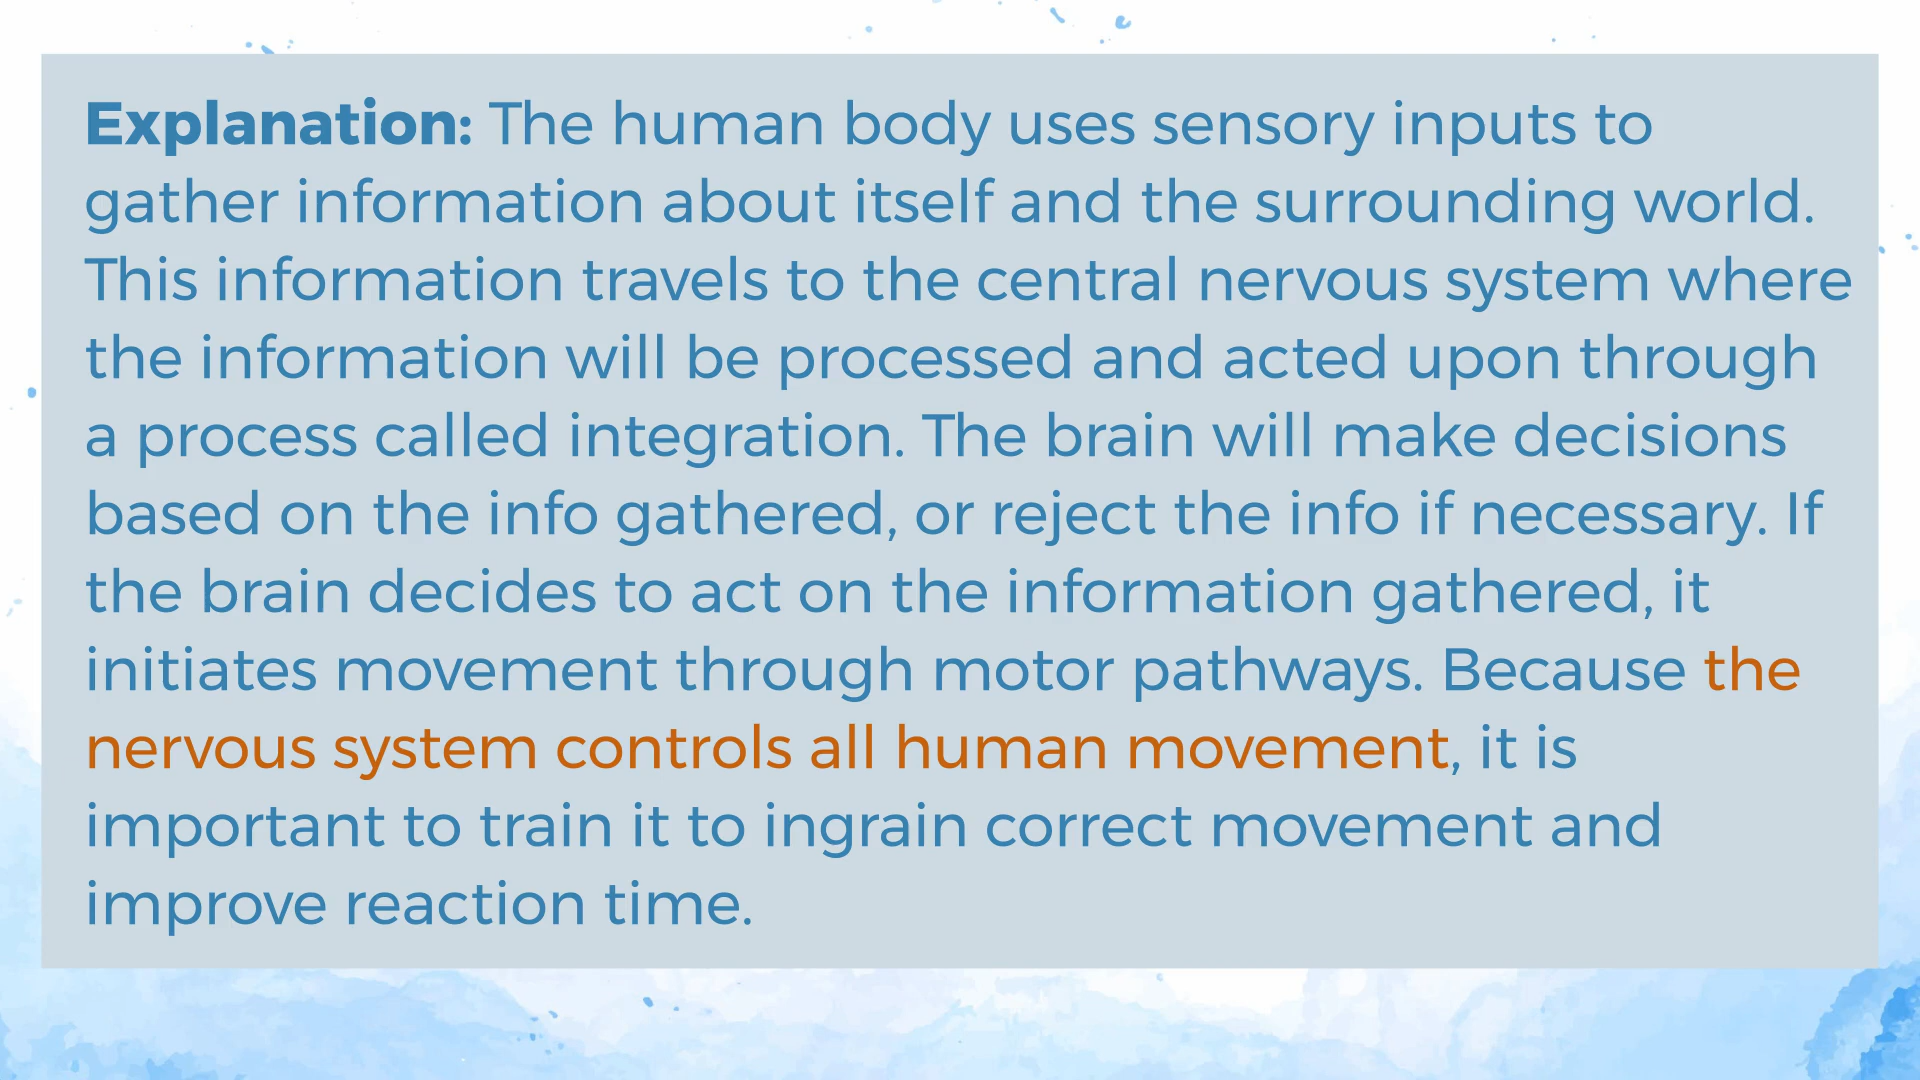 Explanation: The human body uses sensory inputs to
gather information about itself and the surrounding world.
This information travels to the central nervous system where
the information will be processed and acted upon through
a process called integration. The brain will make decisions
based on the info gathered, or reject the info if necessary. If
the brain decides to act on the information gathered, it
initiates movement through motor pathways. Because the
nervous system controls all human movement, it is
important to train it to ingrain correct movement and
improve reaction time.